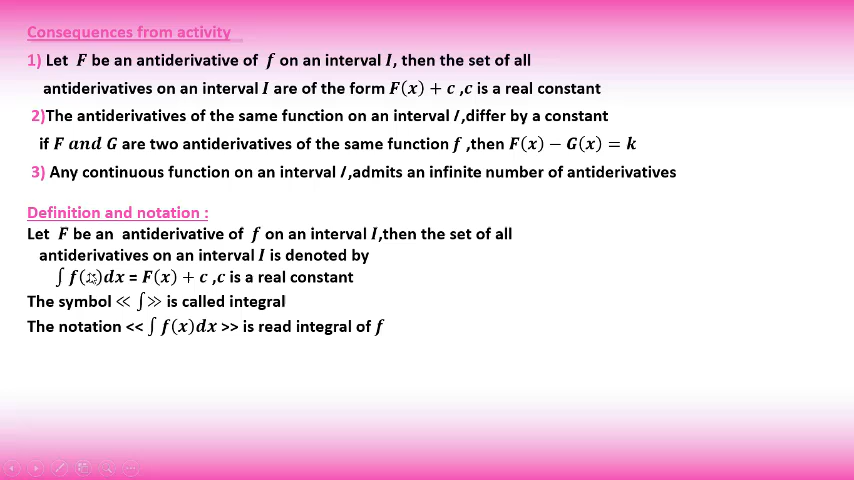 Consequences from activity
1) Let F be an antiderivative of f on an interval I, then the set of all
antiderivatives on an interval I are of the form F(x) + c ,c is a real constant
2)The antiderivatives of the same function on an interval I,differ by a constant
if F and G are two antiderivatives of the same function f ,then F(x) − G(x) = k
3) Any continuous function on an interval I,admits an infinite number of antiderivatives
Definition and notation :
Let F be an antiderivative of f on an interval I,then the set of all
antiderivatives on an interval I is denoted by
∫ f(x)dx = F(x) + c ,c is a real constant
The symbol ≪ ∫ ≫ is called integral
The notation << ∫ f(x)dx >> is read integral of f